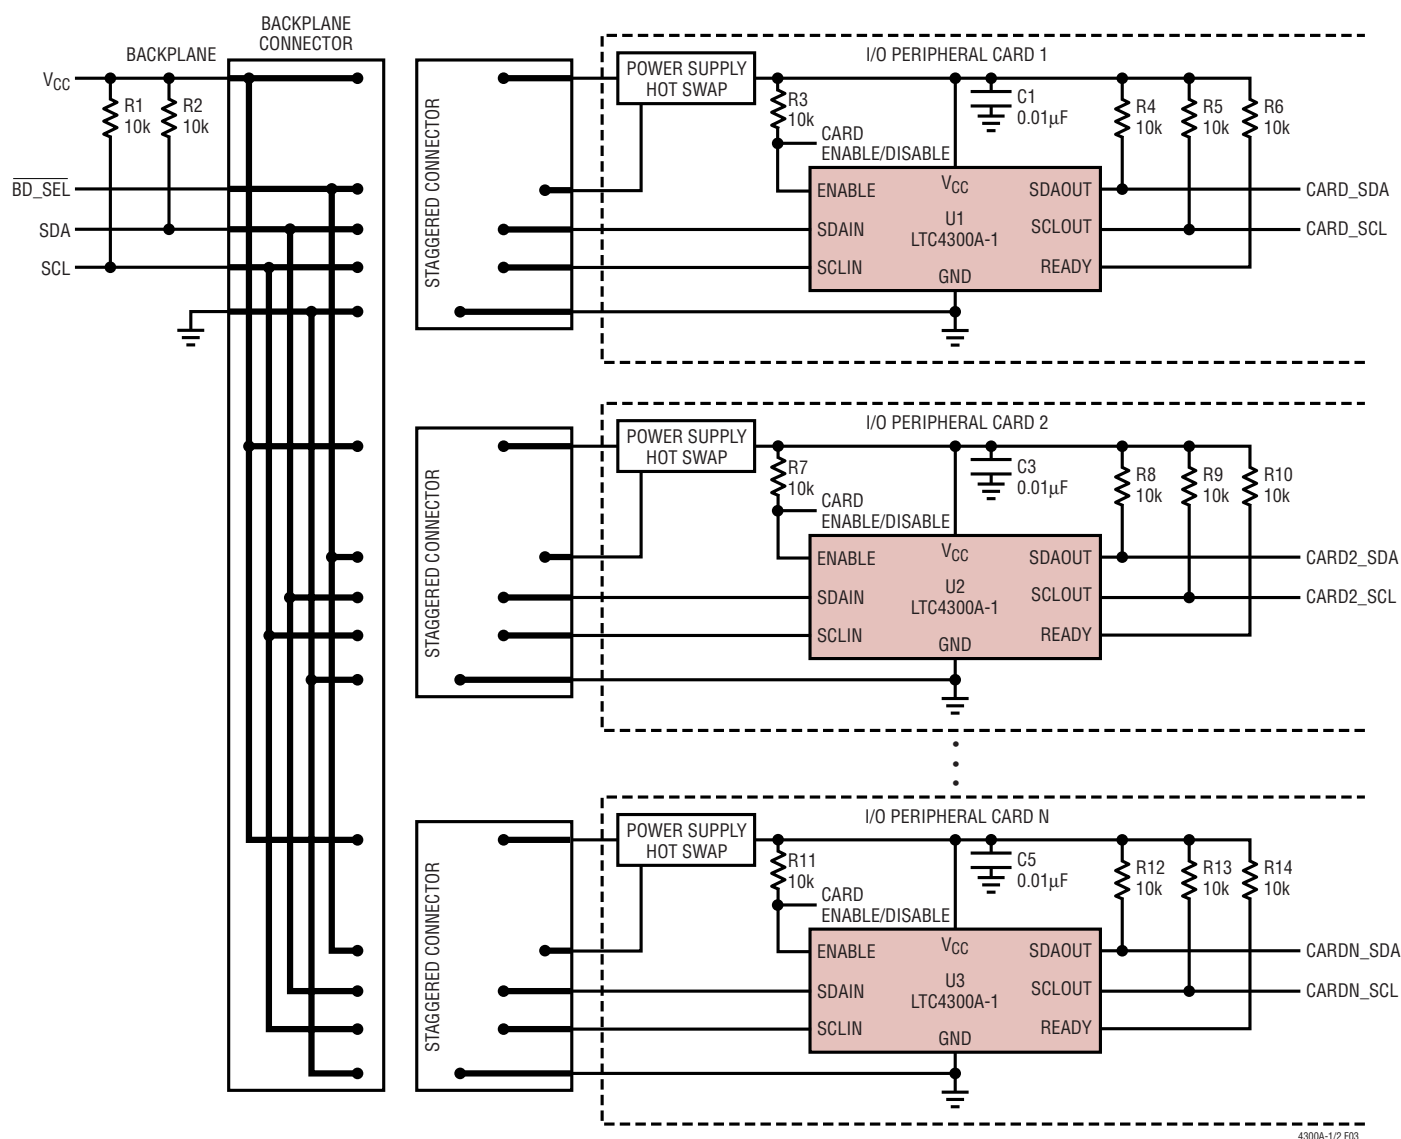 BACKPLANE
CONNECTOR
BACKPLANE
VCC
R1
10k
R2
10k
BD_SEL
SDA
SCL
STAGGERED CONNECTOR
POWER SUPPLY
HOT SWAP
I/O PERIPHERAL CARD 1
R3
10k
CARD
ENABLE/DISABLE
C1
0.01µF
R4
10k
R5
10k
R6
10k
ENABLE
VCC
SDAOUT
SDAIN
U1
LTC4300A-1
SCLOUT
SCLIN
GND
READY
CARD_SDA
CARD_SCL
STAGGERED CONNECTOR
POWER SUPPLY
HOT SWAP
I/O PERIPHERAL CARD 2
R7
10k
CARD
ENABLE/DISABLE
C3
0.01µF
R8
10k
R9
10k
R10
10k
ENABLE
VCC
SDAOUT
SDAIN
U2
LTC4300A-1
SCLOUT
SCLIN
GND
READY
CARD2_SDA
CARD2_SCL
STAGGERED CONNECTOR
POWER SUPPLY
HOT SWAP
I/O PERIPHERAL CARD N
R11
10k
CARD
ENABLE/DISABLE
C5
0.01µF
R12
10k
R13
10k
R14
10k
ENABLE
VCC
SDAOUT
SDAIN
U3
LTC4300A-1
SCLOUT
SCLIN
GND
READY
CARDN_SDA
CARDN_SCL
4300A-1/2 F03